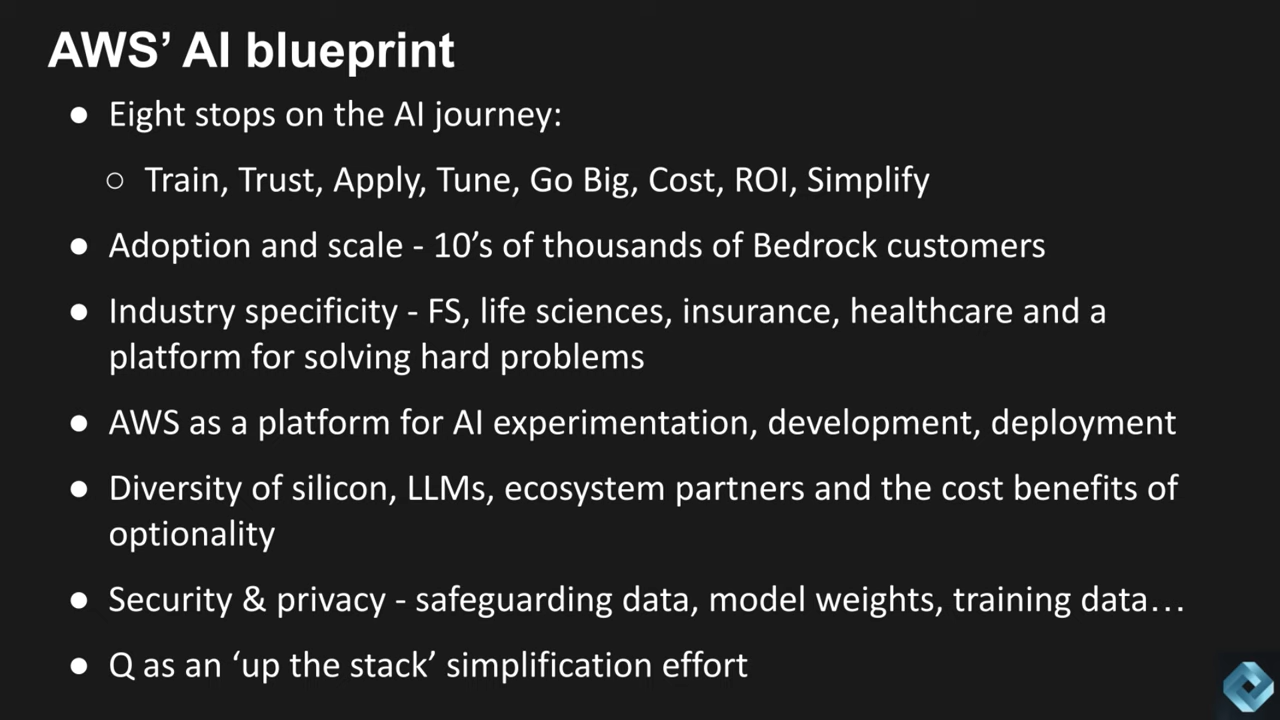 AWS’ AI blueprint
● Eight stops on the AI journey:
○ Train, Trust, Apply, Tune, Go Big, Cost, ROI, Simplify
● Adoption and scale - 10’s of thousands of Bedrock customers
● Industry specificity - FS, life sciences, insurance, healthcare and a
platform for solving hard problems
● AWS as a platform for AI experimentation, development, deployment
● Diversity of silicon, LLMs, ecosystem partners and the cost benefits of
optionality
● Security & privacy - safeguarding data, model weights, training data…
● Q as an ‘up the stack’ simplification effort